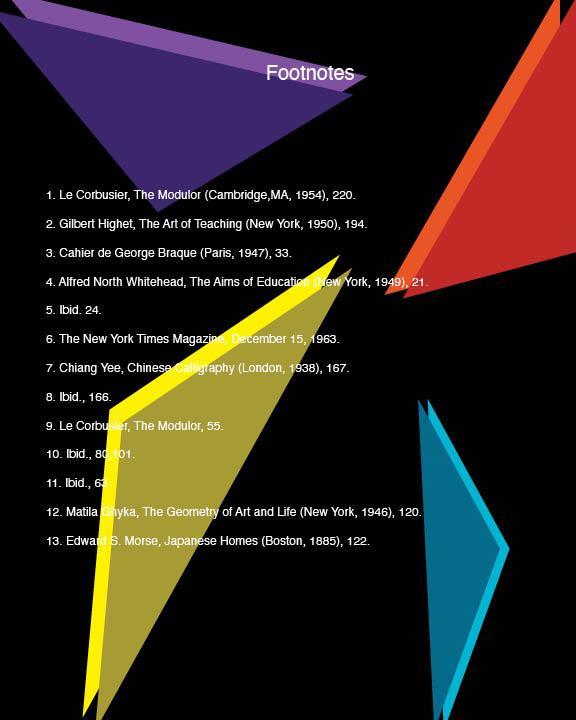 Footnotes
1. Le Corbusier, The Modulor (Cambridge,MA, 1954), 220.
2. Gilbert Highet, The Art of Teaching (New York, 1950), 194.
3. Cahier de George Braque (Paris, 1947), 33.
4. Alfred North Whitehead, The Aims of Education (New York, 1949), 21.
5. Ibid. 24.
6. The New York Times Magazine, December 15, 1963.
7. Chiang Yee, Chinese Calligraphy (London, 1938), 167.
8. Ibid., 166.
9. Le Corbusier, The Modulor, 55.
10. Ibid., 80,101.
11. Ibid., 63.
12. Matila Ghyka, The Geometry of Art and Life (New York, 1946), 120.
13. Edward S. Morse, Japanese Homes (Boston, 1885), 122.